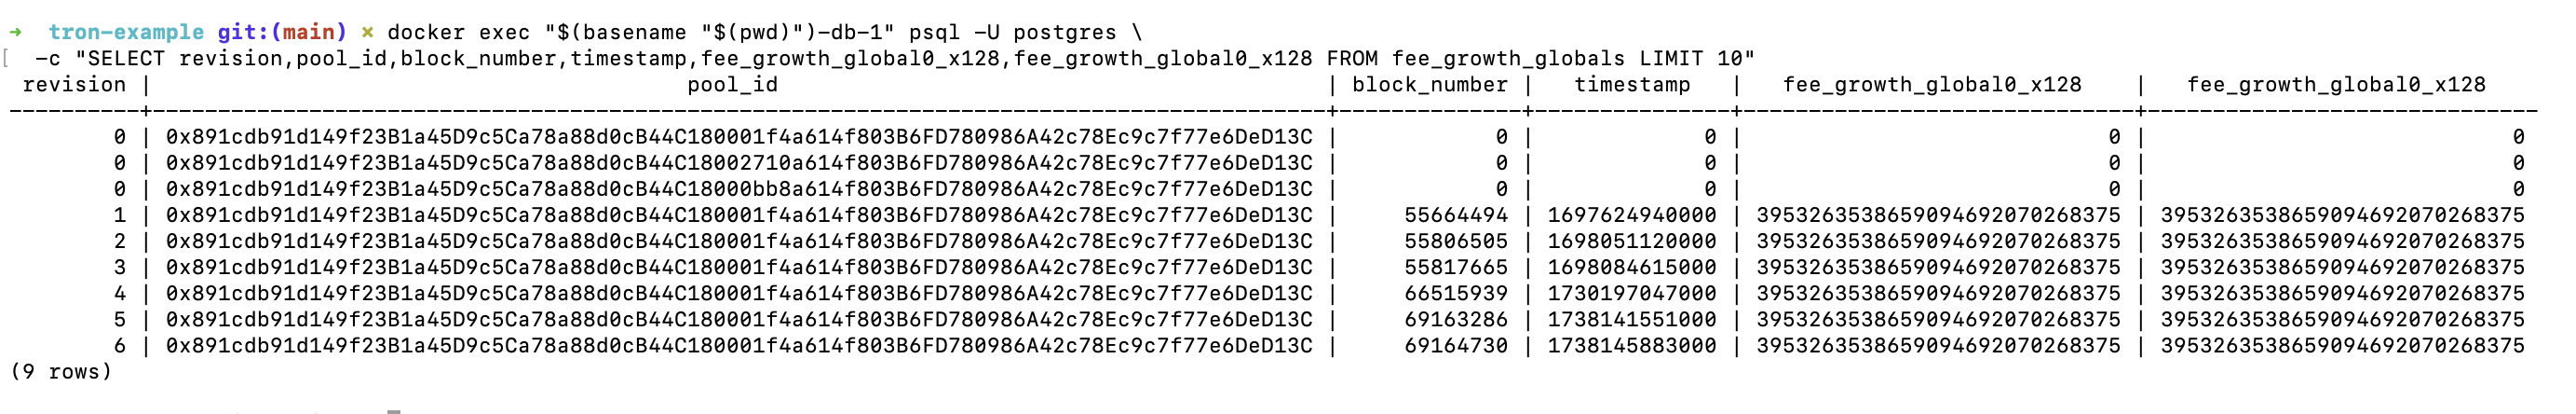 → tron-example git:(main) × docker exec "$(basename "$(pwd)")-db-1" psql -U postgres \
[ -c "SELECT revision,pool_id,block_number,timestamp,fee_growth_global0_x128,fee_growth_global0_x128 FROM fee_growth_globals LIMIT 10"
revision | pool_id | block_number | timestamp | fee_growth_global0_x128 | fee_growth_global0_x128
0 | 0x891cdb91d149f23B1a45D9c5Ca78a88d0cB44C180001f4a614f803B6FD780986A42c78Ec9c7f77e6DeD13C | 0 | 0 | 0 | 0
0 | 0x891cdb91d149f23B1a45D9c5Ca78a88d0cB44C18002710a614f803B6FD780986A42c78Ec9c7f77e6DeD13C | 0 | 0 | 0 | 0
0 | 0x891cdb91d149f23B1a45D9c5Ca78a88d0cB44C18000bb8a614f803B6FD780986A42c78Ec9c7f77e6DeD13C | 0 | 0 | 0 | 0
1 | 0x891cdb91d149f23B1a45D9c5Ca78a88d0cB44C180001f4a614f803B6FD780986A42c78Ec9c7f77e6DeD13C | 55664494 | 1697624940000 | 3953263538659094692070268375 | 3953263538659094692070268375
2 | 0x891cdb91d149f23B1a45D9c5Ca78a88d0cB44C180001f4a614f803B6FD780986A42c78Ec9c7f77e6DeD13C | 55806505 | 1698051120000 | 3953263538659094692070268375 | 3953263538659094692070268375
3 | 0x891cdb91d149f23B1a45D9c5Ca78a88d0cB44C180001f4a614f803B6FD780986A42c78Ec9c7f77e6DeD13C | 55817665 | 1698084615000 | 3953263538659094692070268375 | 3953263538659094692070268375
4 | 0x891cdb91d149f23B1a45D9c5Ca78a88d0cB44C180001f4a614f803B6FD780986A42c78Ec9c7f77e6DeD13C | 66515939 | 1730197047000 | 3953263538659094692070268375 | 3953263538659094692070268375
5 | 0x891cdb91d149f23B1a45D9c5Ca78a88d0cB44C180001f4a614f803B6FD780986A42c78Ec9c7f77e6DeD13C | 69163286 | 1738141551000 | 3953263538659094692070268375 | 3953263538659094692070268375
6 | 0x891cdb91d149f23B1a45D9c5Ca78a88d0cB44C180001f4a614f803B6FD780986A42c78Ec9c7f77e6DeD13C | 69164730 | 1738145883000 | 3953263538659094692070268375 | 3953263538659094692070268375
(9 rows)